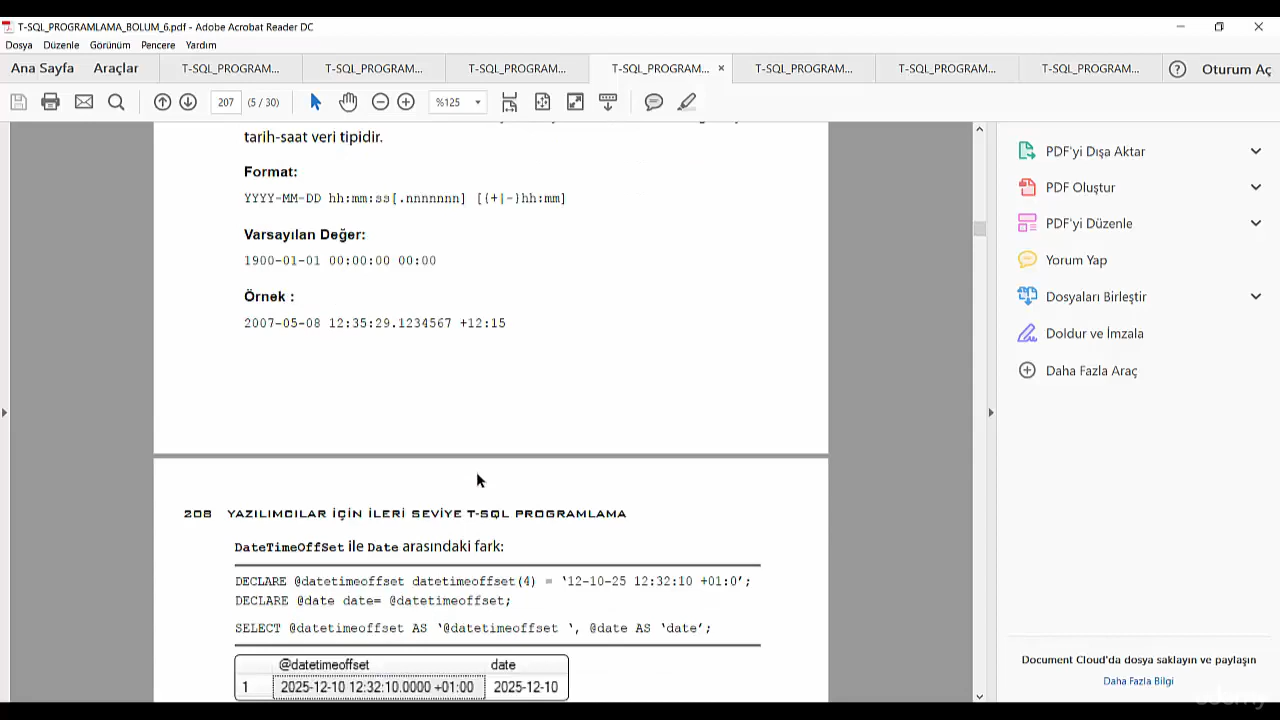 T-SQL_PROGRAMLAMA_BOLUM_6.pdf - Adobe Acrobat Reader DC
Dosya Düzenle Görünüm Pencere Yardım
Ana Sayfa Araçlar T-SQL_PROGRAM... T-SQL_PROGRAM... T-SQL_PROGRAM... T-SQL_PROGRAM... × T-SQL_PROGRAM... T-SQL_PROGRAM... T-SQL_PROGRAM... Oturum Aç
207 (5 / 30) %125
tarih-saat veri tipidir.
Format:
YYYY-MM-DD hh:mm:ss[.nnnnnnn] [{+|-}hh:mm]
Varsayılan Değer:
1900-01-01 00:00:00 00:00
Örnek :
2007-05-08 12:35:29.1234567 +12:15
208 YAZILIMCILAR İÇİN İLERİ SEVİYE T-SQL PROGRAMLAMA
DateTimeOffSet ile Date arasındaki fark:
DECLARE @datetimeoffset datetimeoffset(4) = ‘12-10-25 12:32:10 +01:0’;
DECLARE @date date= @datetimeoffset;
SELECT @datetimeoffset AS ‘@datetimeoffset ‘, @date AS ‘date’;
@datetimeoffset date
1 2025-12-10 12:32:10.0000 +01:00 2025-12-10
PDF'yi Dışa Aktar
PDF Oluştur
PDF'yi Düzenle
Yorum Yap
Dosyaları Birleştir
Doldur ve İmzala
Daha Fazla Araç
Document Cloud'da dosya saklayın ve paylaşın
Daha Fazla Bilgi
udemy